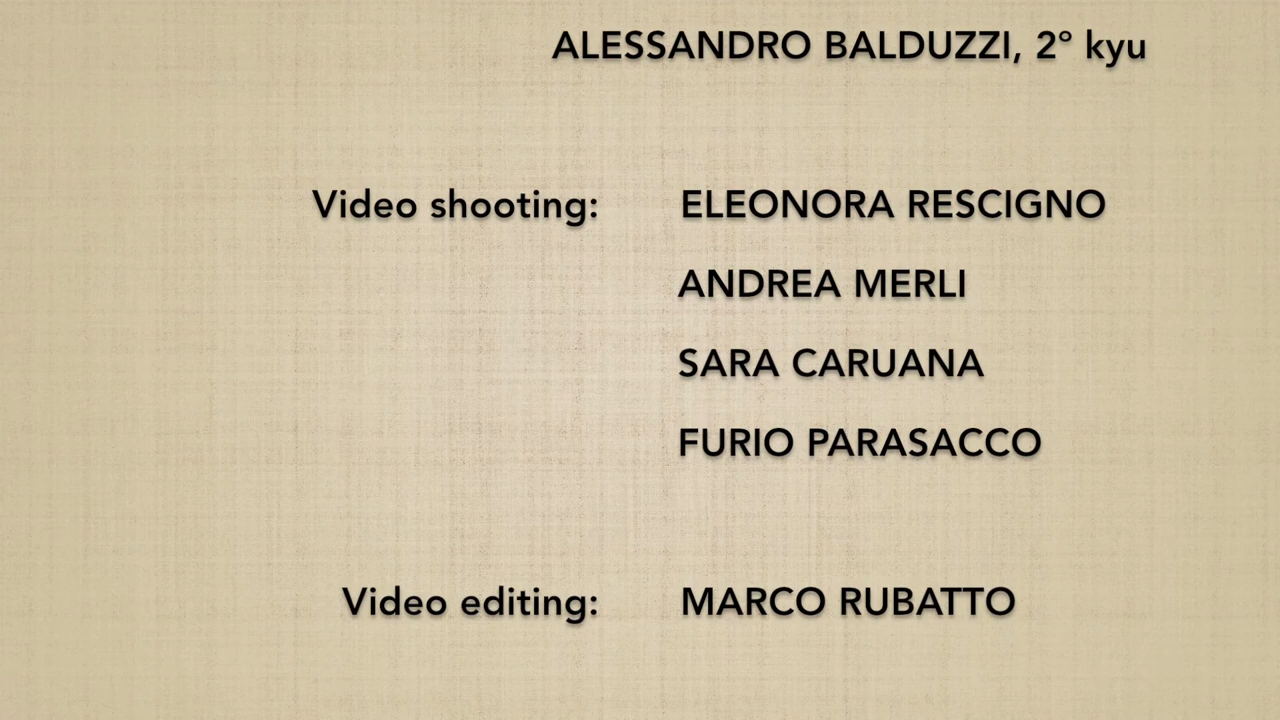 ALESSANDRO BALDUZZI, 2° kyu
Video shooting: ELEONORA RESCIGNO
ANDREA MERLI
SARA CARUANA
FURIO PARASACCO
Video editing: MARCO RUBATTO